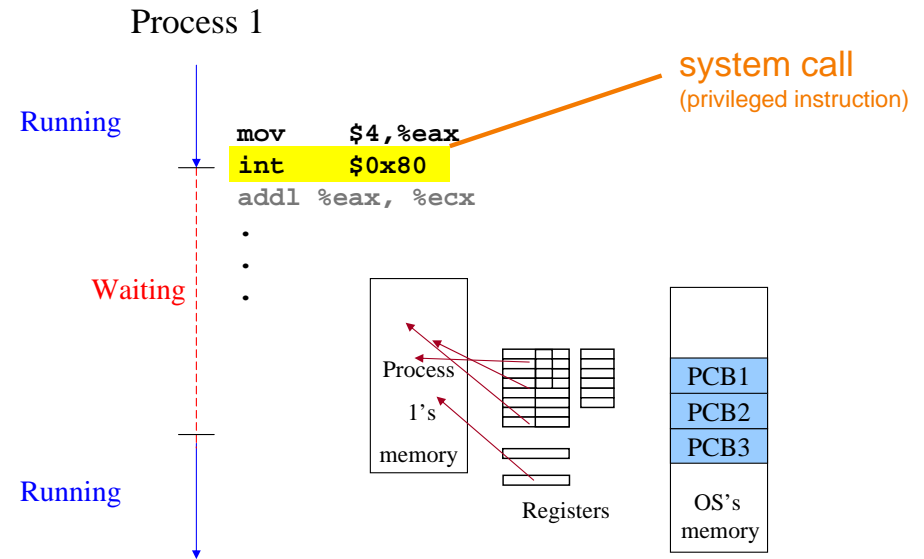 Process 1
system call
(privileged instruction)
Running
mov $4,%eax
int $0x80
addl %eax, %ecx
.
.
.
Waiting
Process
1’s
memory
Registers
PCB1
PCB2
PCB3
OS’s
memory
Running